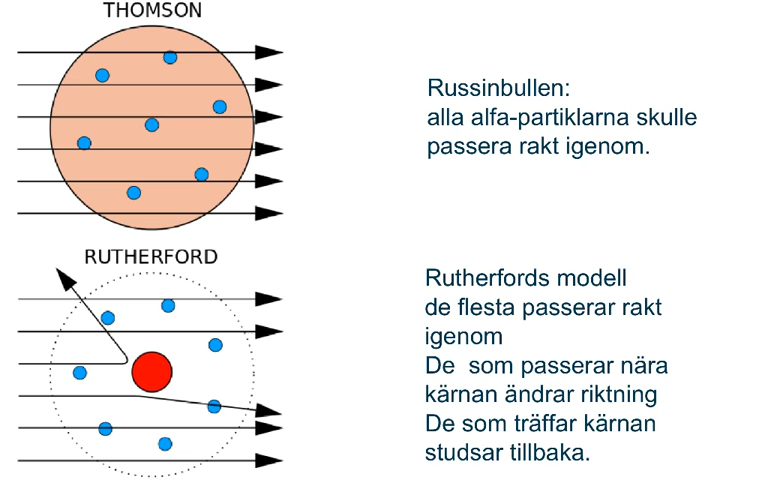 THOMSON
Russinbullen:
alla alfa-partiklarna skulle
passera rakt igenom.
RUTHERFORD
Rutherfords modell
de flesta passerar rakt
igenom
De  som passerar nära
kärnan ändrar riktning
De som träffar kärnan
studsar tillbaka.